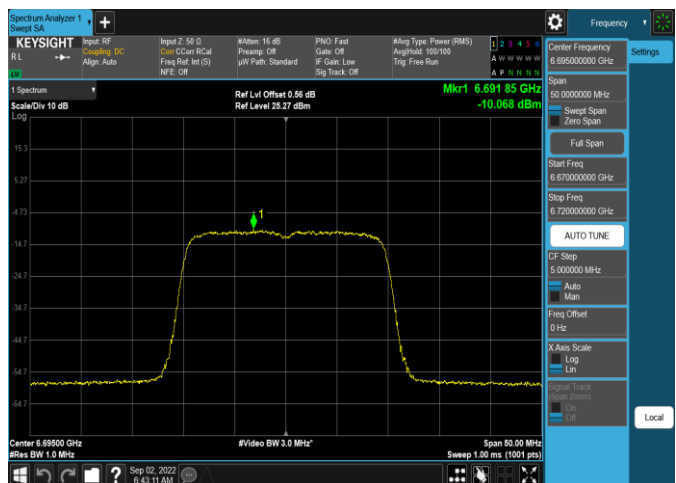 Spectrum Analyzer 1
Swept SA
Frequency
KEYSIGHT
RL
Input: RF
Coupling: DC
Align: Auto
Input Z: 50 Ω
Corr CCorr RCal
Freq Ref: Int (S)
NFE: Off
#Atten: 16 dB
Preamp: Off
µW Path: Standard
PNO: Fast
Gate: Off
IF Gain: Low
Sig Track: Off
#Avg Type: Power (RMS)
Avg|Hold: 100/100
Trig: Free Run
1 2 3 4 5 6
A W W W W W
A P N N N N
1 Spectrum
Scale/Div 10 dB
Log
Ref Lvl Offset 0.56 dB
Ref Level 25.27 dBm
Mkr1 6.691 85 GHz
-10.068 dBm
15.3
5.27
-4.73
-14.7
-24.7
-34.7
-44.7
-54.7
-64.7
1
Center 6.69500 GHz
#Res BW 1.0 MHz
#Video BW 3.0 MHz*
Span 50.00 MHz
Sweep 1.00 ms (1001 pts)
Sep 02, 2022
6:43:11 AM
Center Frequency
6.695000000 GHz
Span
50.0000000 MHz
Swept Span
Zero Span
Full Span
Start Freq
6.670000000 GHz
Stop Freq
6.720000000 GHz
AUTO TUNE
CF Step
5.000000 MHz
Auto
Man
Freq Offset
0 Hz
X Axis Scale
Log
Lin
Signal Track
(Span Zoom)
On
Off
Settings
Local